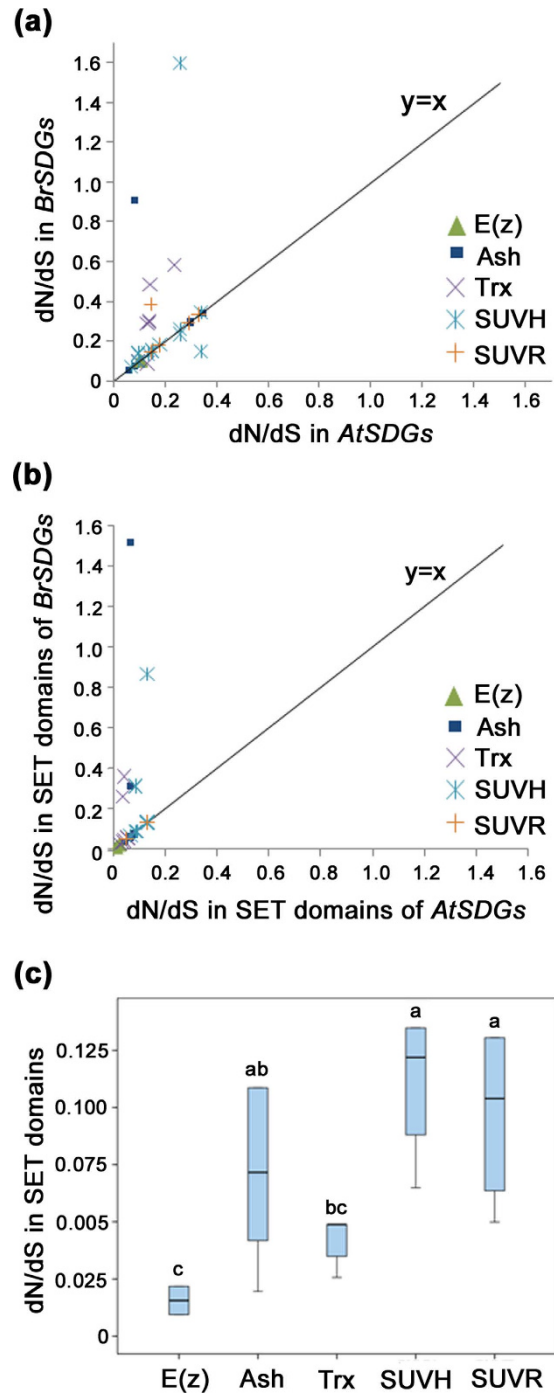 (a)
dN/dS in BrSDGs
1.6
1.4
1.2
1.0
0.8
0.6
0.4
0.2
0
y=x
E(z)
Ash
Trx
SUVH
SUVR
0 0.2 0.4 0.6 0.8 1.0 1.2 1.4 1.6
dN/dS in AtSDGs
(b)
dN/dS in SET domains of BrSDGs
1.6
1.4
1.2
1.0
0.8
0.6
0.4
0.2
0
y=x
E(z)
Ash
Trx
SUVH
SUVR
0 0.2 0.4 0.6 0.8 1.0 1.2 1.4 1.6
dN/dS in SET domains of AtSDGs
(c)
dN/dS in SET domains
0.125
0.100
0.075
0.005
0.025
0
c
ab
bc
a
a
E(z) Ash Trx SUVH SUVR